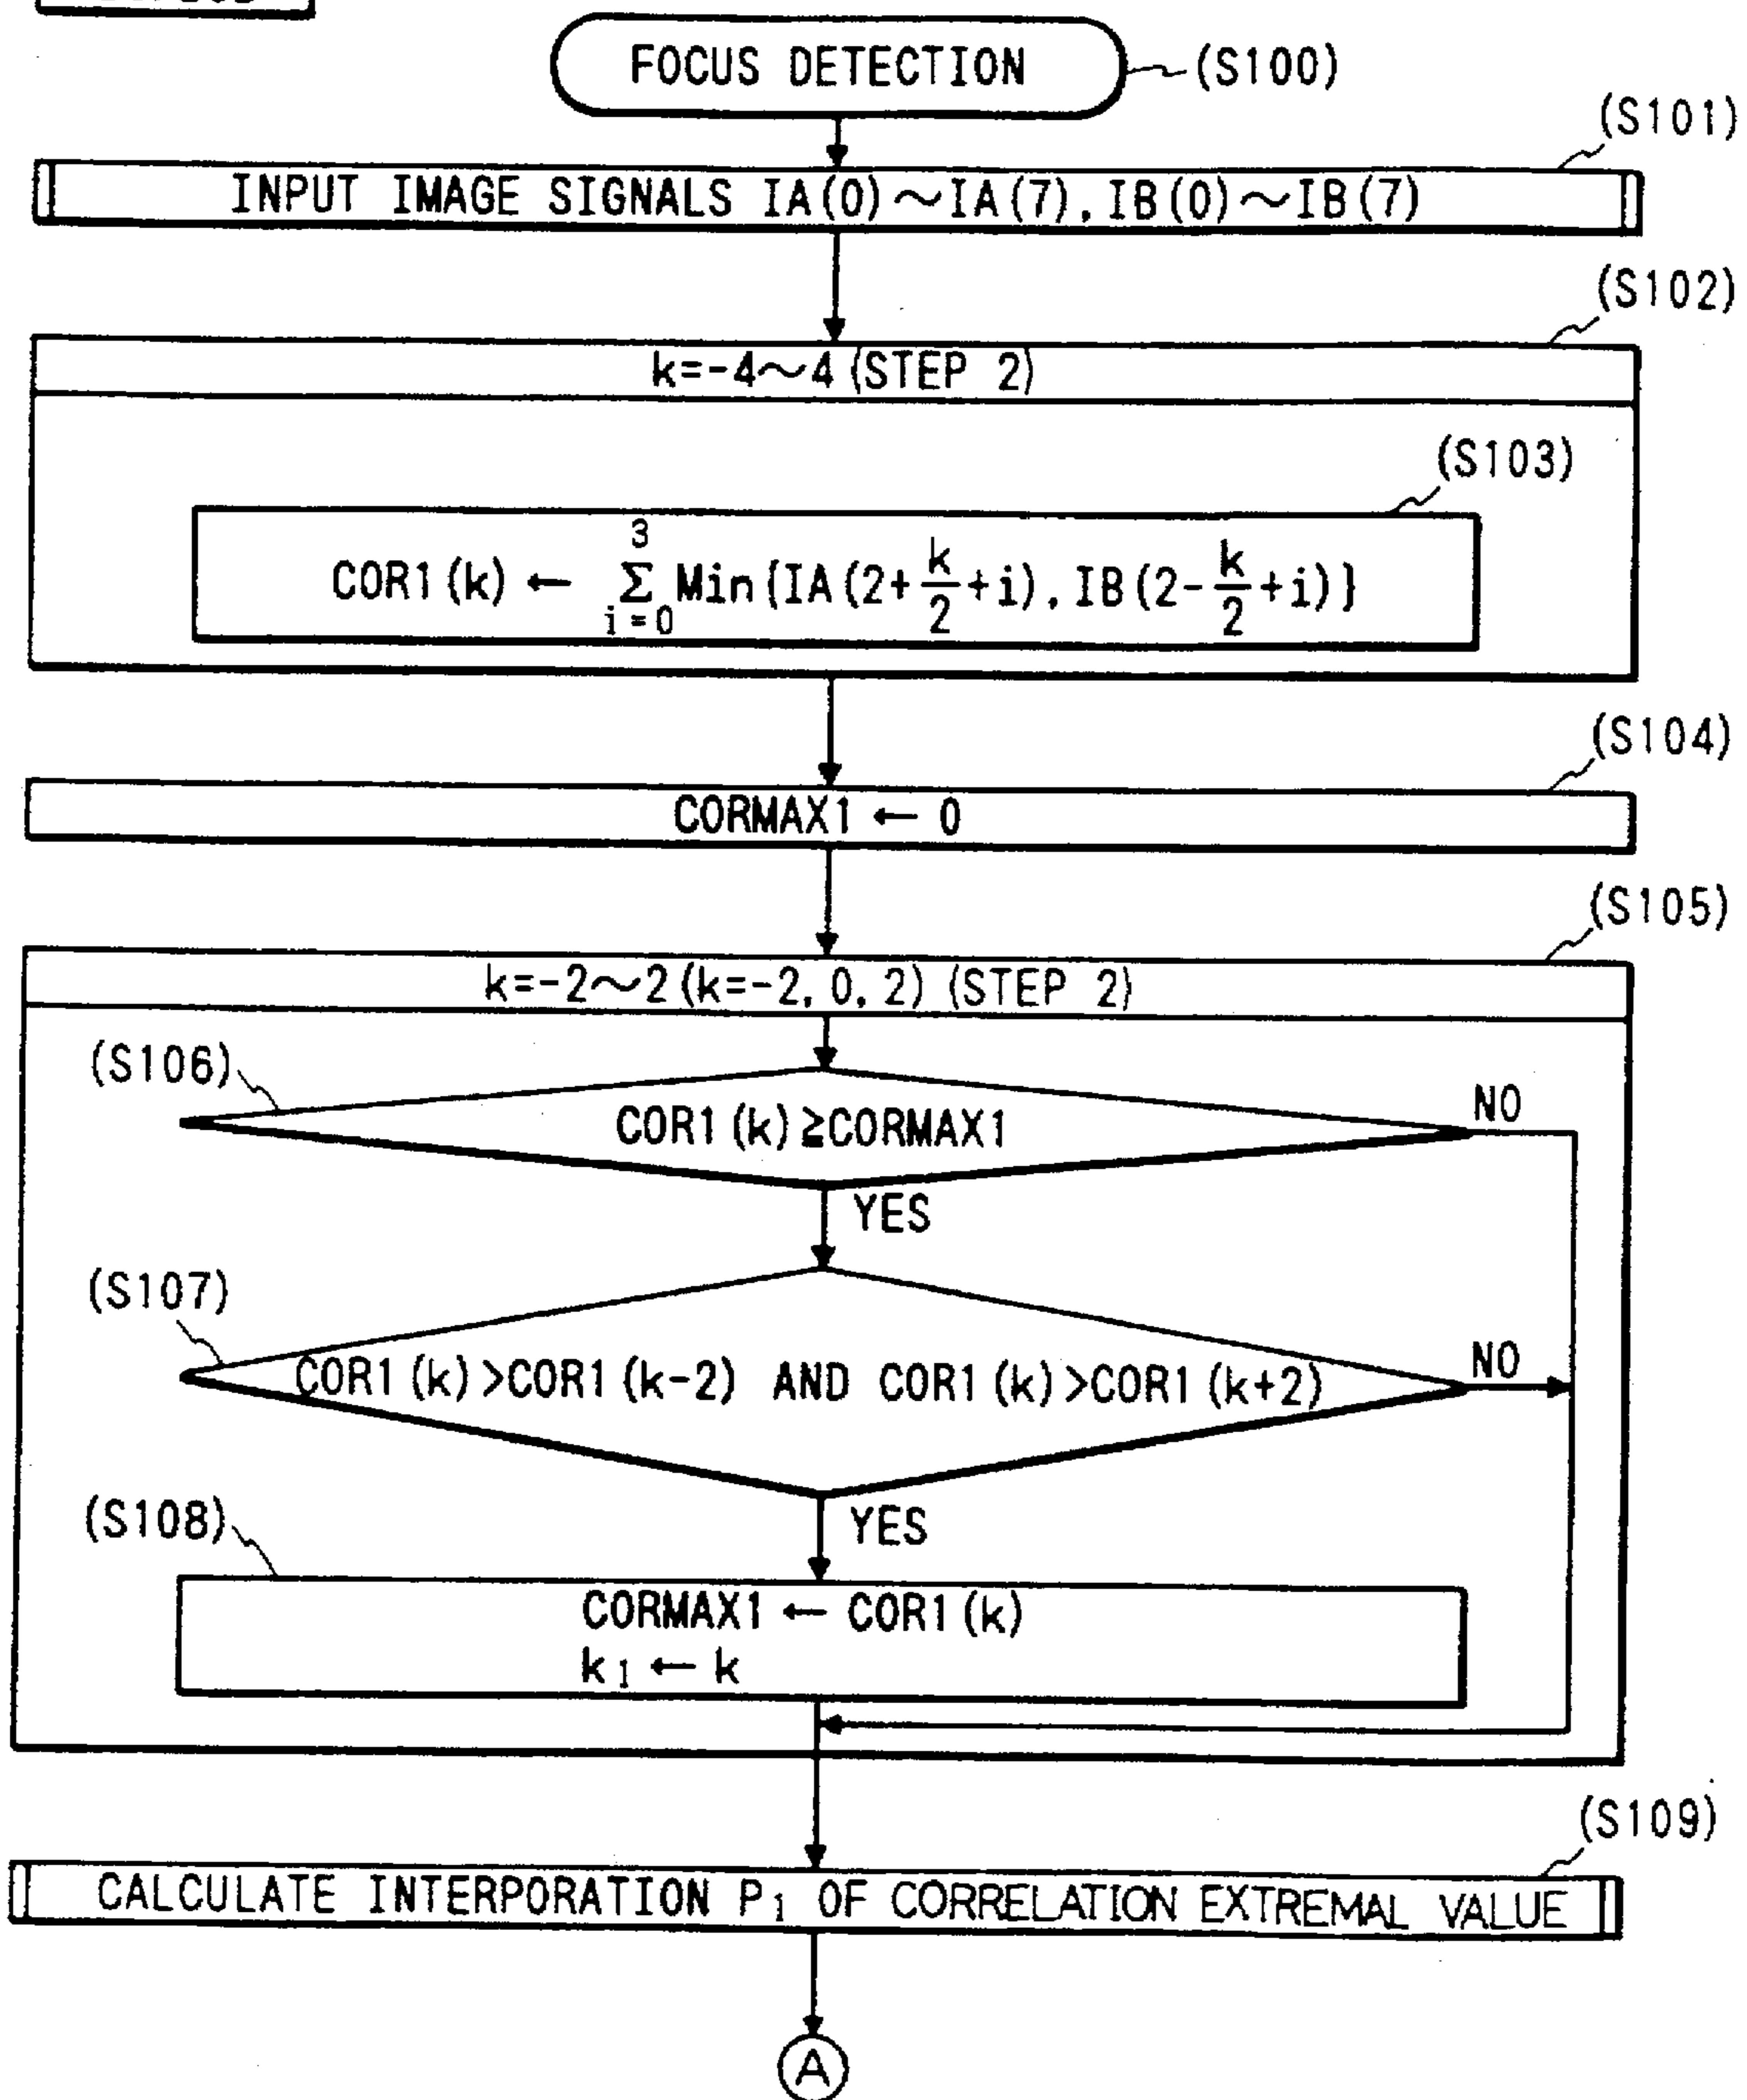 FOCUS DETECTION
(S100)
(S101)
INPUT IMAGE SIGNALS IA(0)～IA(7), IB(0)～IB(7)
(S102)
k=-4～4 (STEP 2)
(S103)
COR1(k) ← 3 Σ i=0 Min{IA(2+k/2+i), IB(2-k/2+i)}
(S104)
CORMAX1 ← 0
(S105)
k=-2～2 (k=-2, 0, 2) (STEP 2)
(S106)
COR1(k)≧CORMAX1
NO
YES
(S107)
COR1(k)>COR1(k-2) AND COR1(k)>COR1(k+2)
NO
YES
(S108)
CORMAX1 ← COR1(k)
k₁ ← k
(S109)
CALCULATE INTERPORATION P₁ OF CORRELATION EXTREMAL VALUE
A